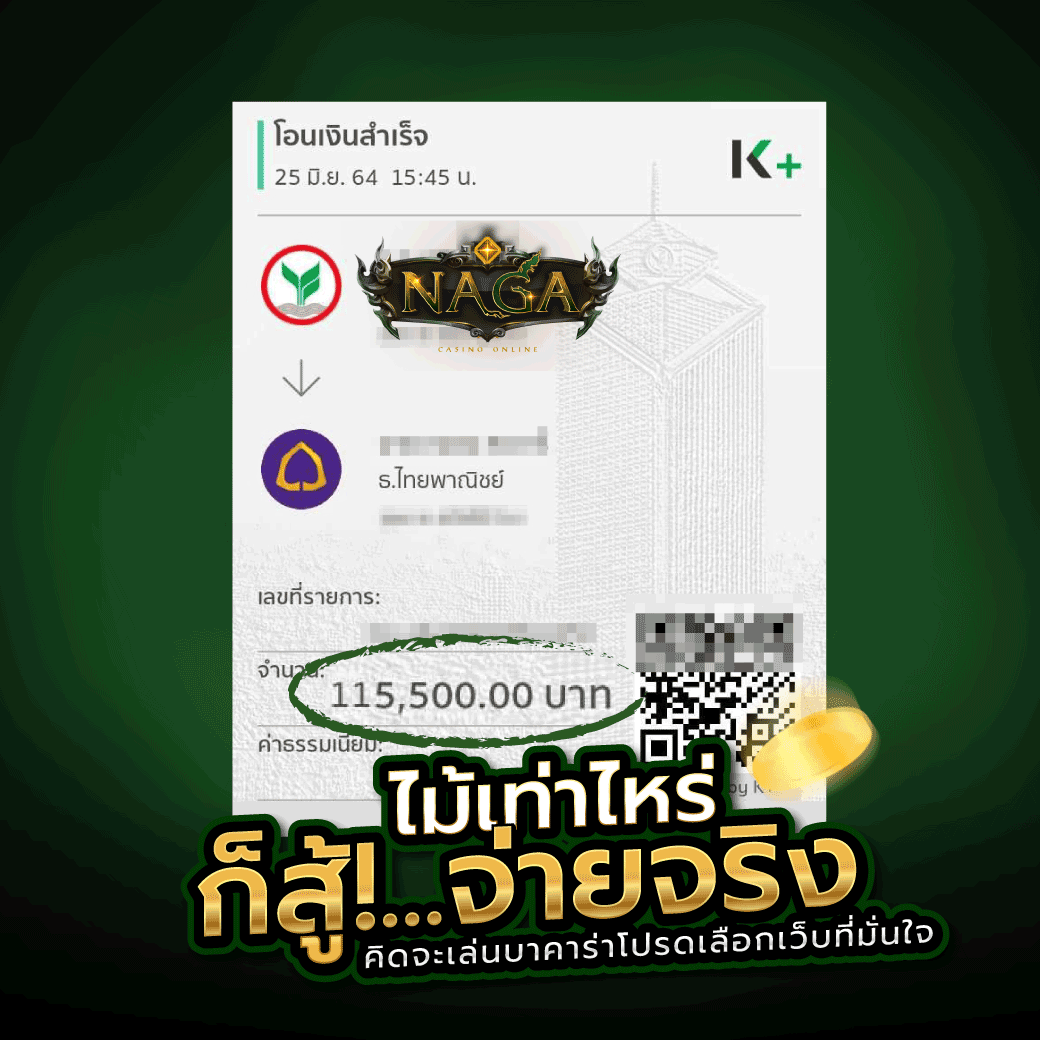 โอนเงินสำเร็จ
25 มิ.ย. 64 15:45 น.
K+
NAGA
CASINO ONLINE
ธ.ไทยพาณิชย์
เลขที่รายการ:
จำนวน:
115,500.00 บาท
ค่าธรรมเนียม:
by K
ไม้เท่าไหร่
ก็สู้!....จ่ายจริง
คิดจะเล่นบาคาร่าโปรดเลือกเว็บที่มั่นใจ